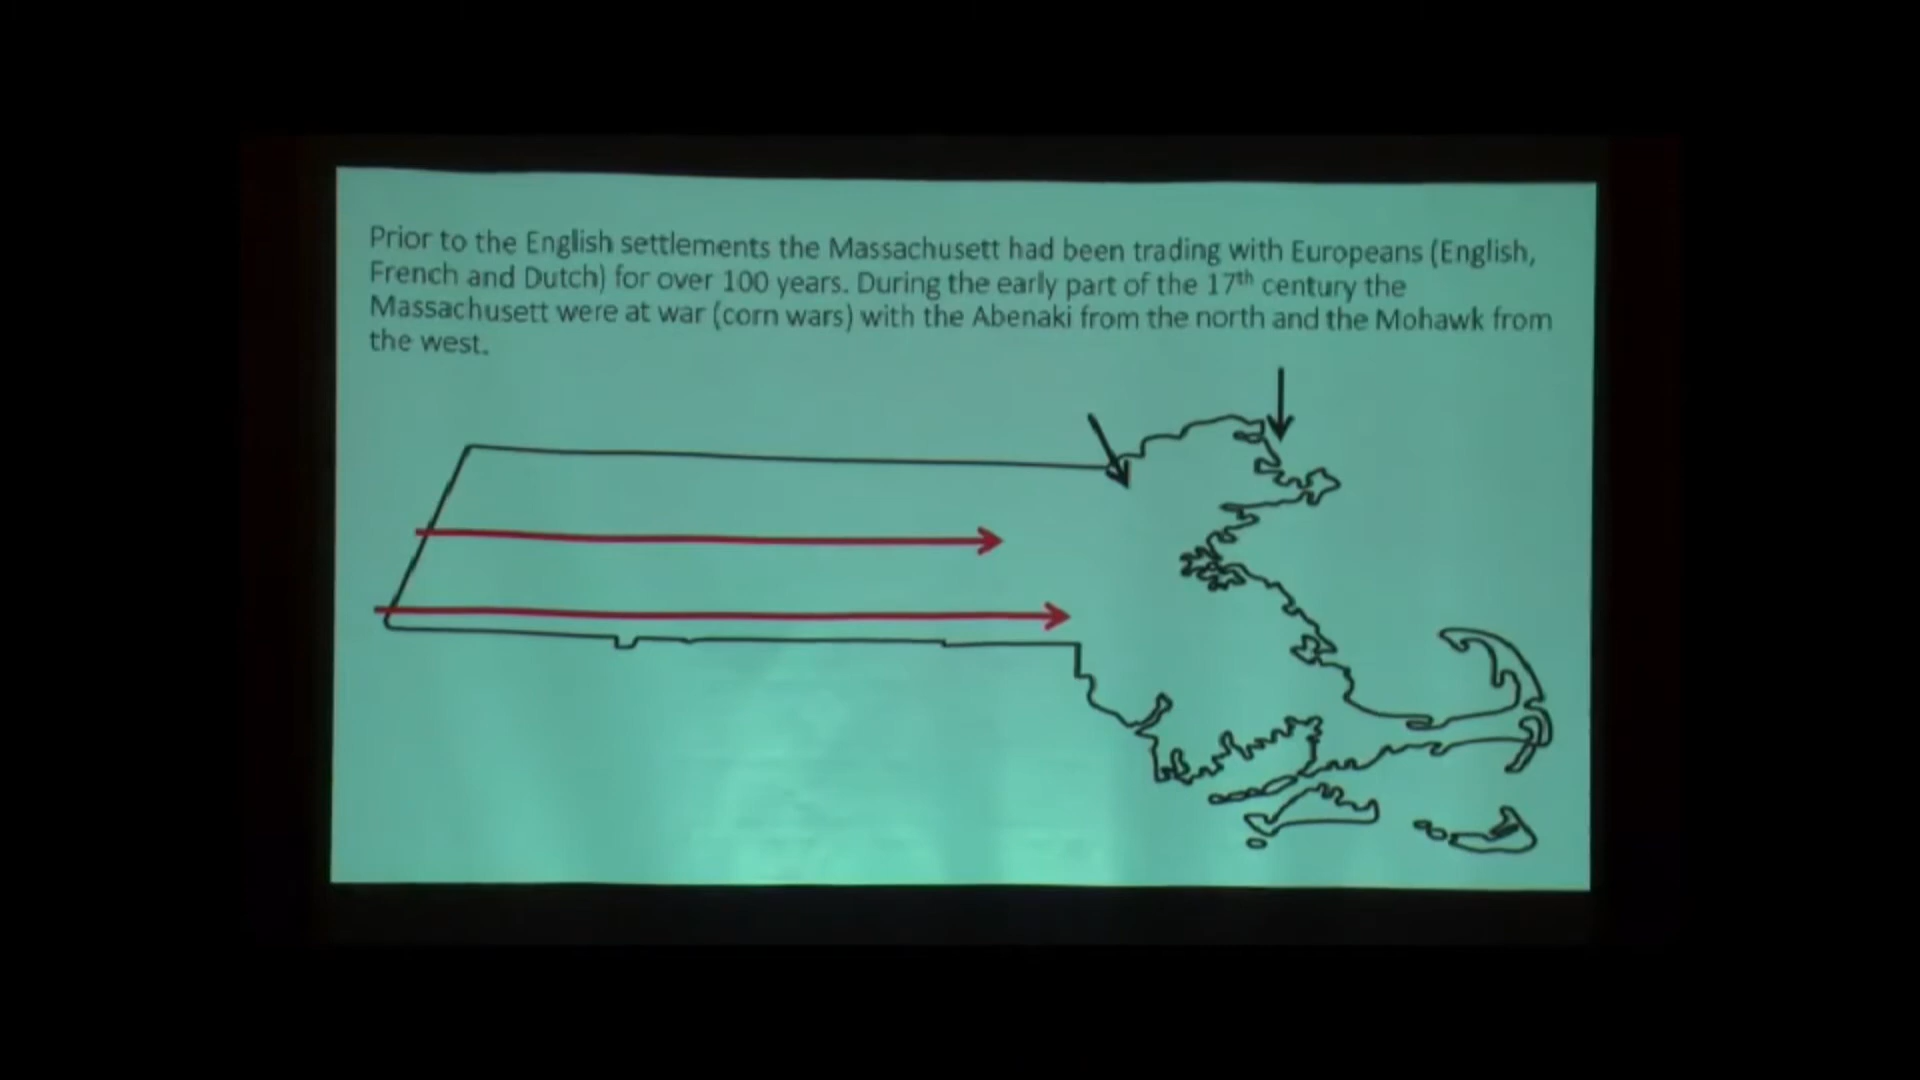 Prior to the English settlements the Massachusett had been trading with Europeans (English,
French and Dutch) for over 100 years. During the early part of the 17th century the
Massachusett were at war (corn wars) with the Abenaki from the north and the Mohawk from
the west.